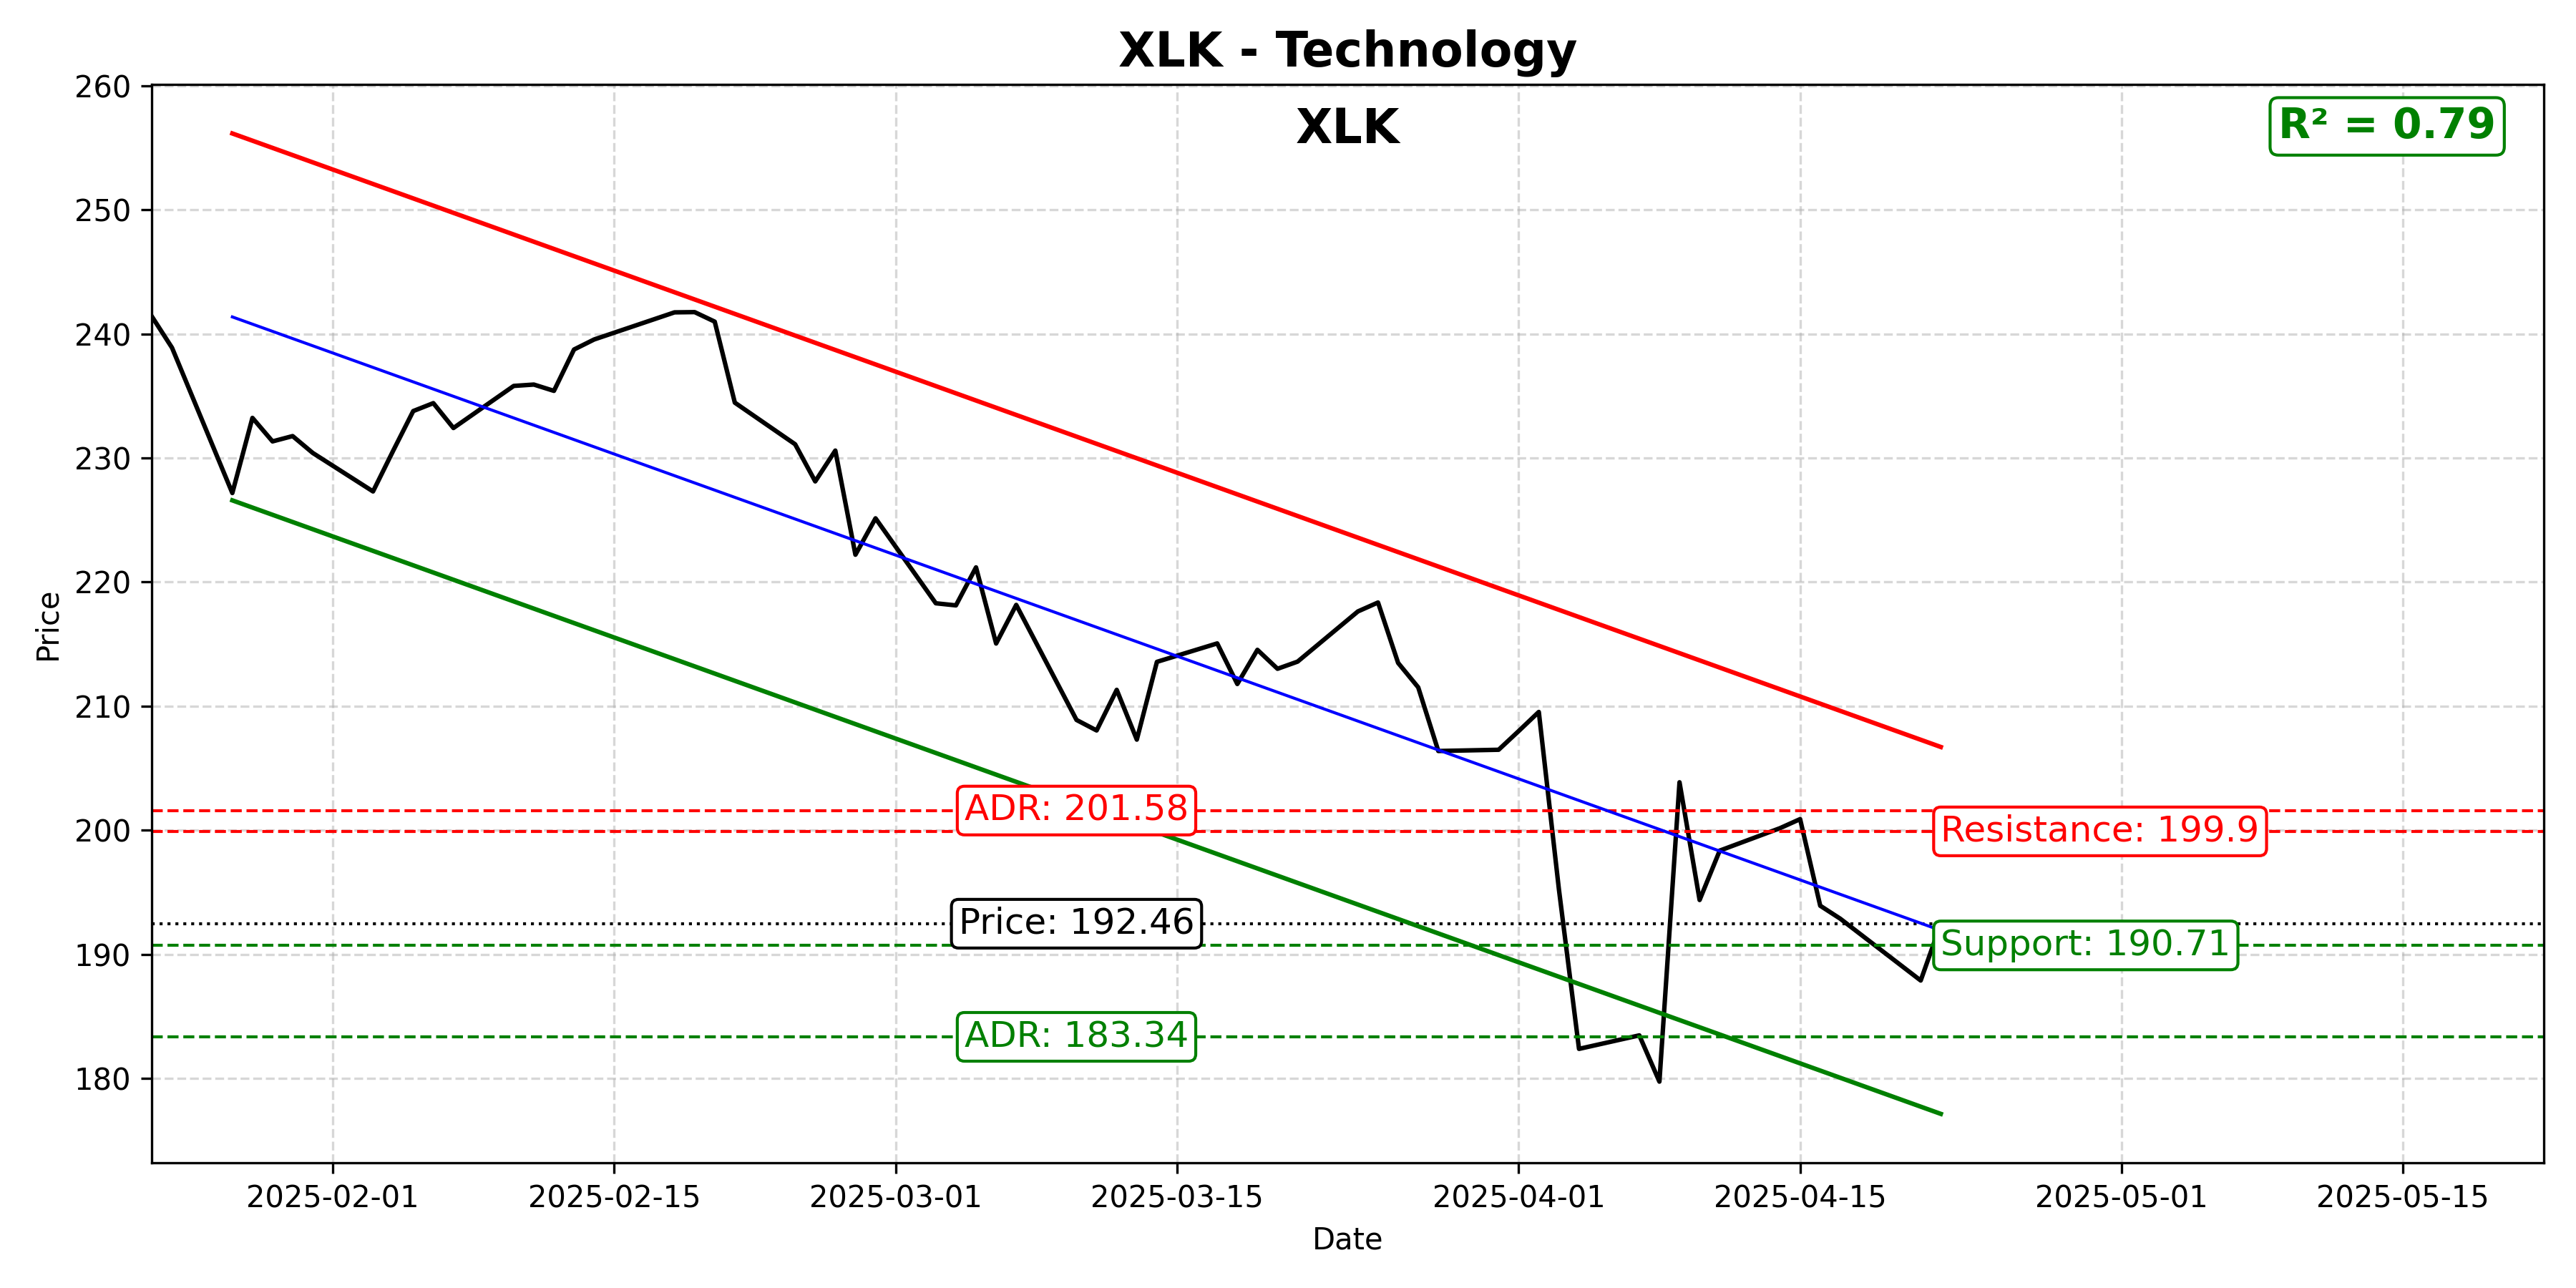 XLK - Technology
XLK
R² = 0.79
260
250
240
230
220
210
200
190
180
Price
ADR: 201.58
Resistance: 199.9
Price: 192.46
Support: 190.71
ADR: 183.34
2025-02-01
2025-02-15
2025-03-01
2025-03-15
2025-04-01
2025-04-15
2025-05-01
2025-05-15
Date